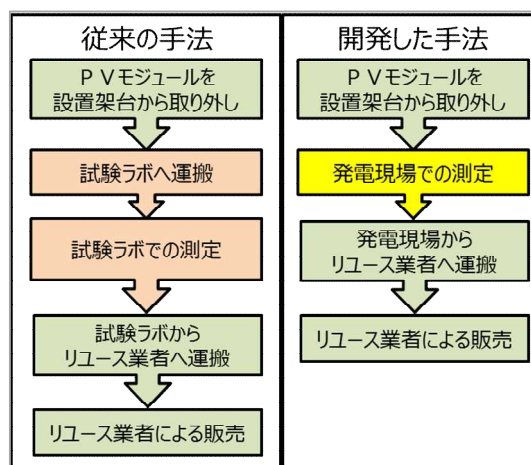 従来の手法
PVモジュールを
設置架台から取り外し
試験ラボへ運搬
試験ラボでの測定
試験ラボから
リユース業者へ運搬
リユース業者による販売
開発した手法
PVモジュールを
設置架台から取り外し
発電現場での測定
発電現場から
リユース業者へ運搬
リユース業者による販売